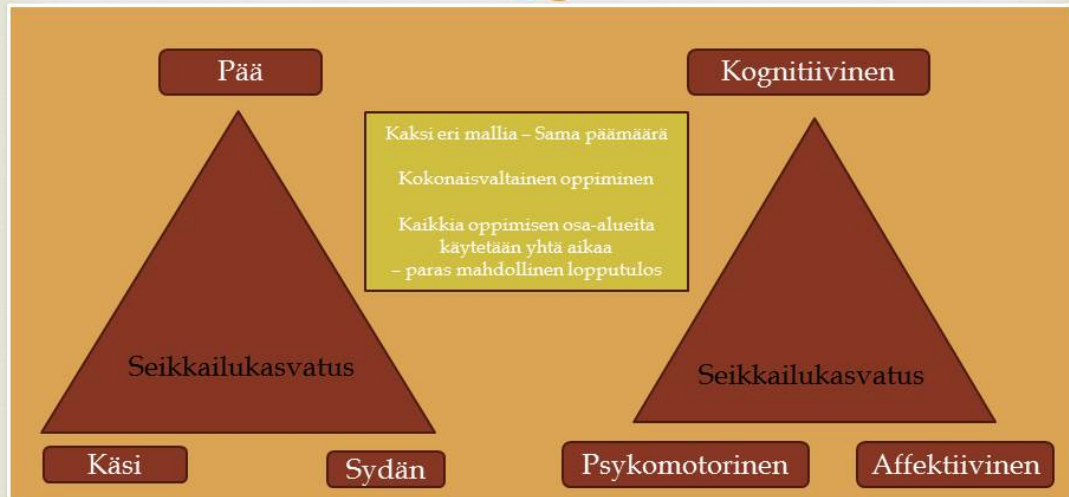 Pää
Kognitiivinen
Kaksi eri mallia – Sama päämäärä
Kokonaisvaltainen oppiminen
Kaikkia oppimisen osa-alueita
käytetään yhtä aikaa
– paras mahdollinen lopputulos
Seikkailukasvatus
Seikkailukasvatus
Käsi
Sydän
Psykomotorinen
Affektiivinen